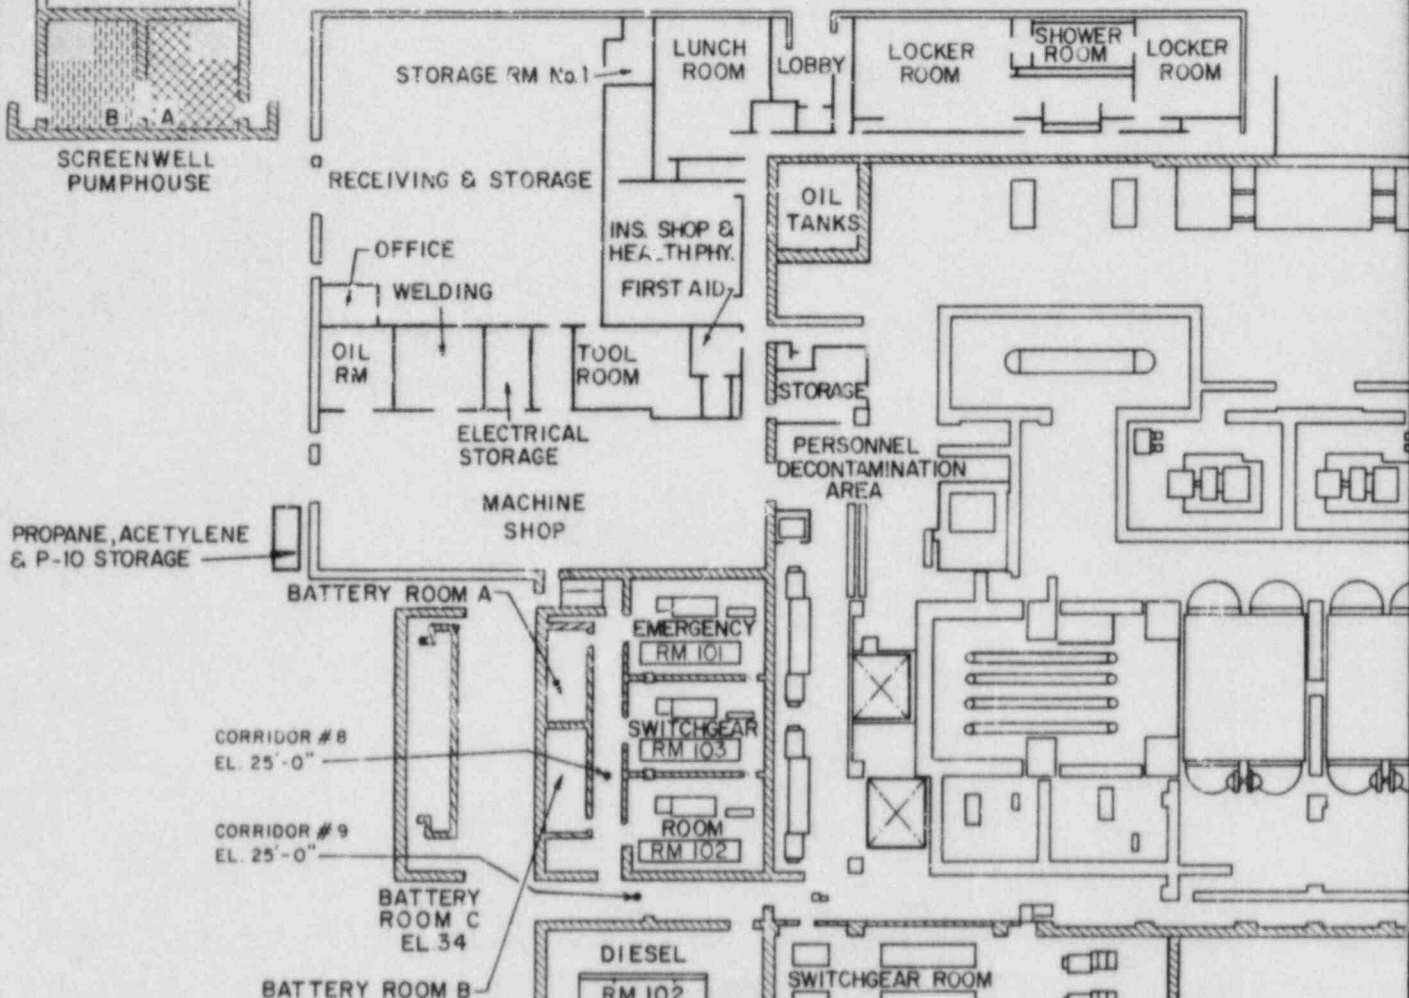 STORAGE RM No.1
LUNCH
ROOM
LOBBY
LOCKER
ROOM
SHOWER
ROOM
LOCKER
ROOM
B A
SCREENWELL
PUMPHOUSE
RECEIVING & STORAGE
OIL
TANKS
INS. SHOP &
HEALTH PHY.
OFFICE
WELDING
FIRST AID
OIL
RM
TOOL
ROOM
STORAGE
ELECTRICAL
STORAGE
PERSONNEL
DECONTAMINATION
AREA
MACHINE
SHOP
PROPANE, ACETYLENE
& P-10 STORAGE
BATTERY ROOM A
EMERGENCY
RM 101
SWITCHGEAR
RM 103
CORRIDOR #8
EL. 25'-0"
ROOM
RM 102
CORRIDOR #9
EL. 25'-0"
BATTERY
ROOM C
EL.34
DIESEL
RM 102
SWITCHGEAR ROOM
BATTERY ROOM B